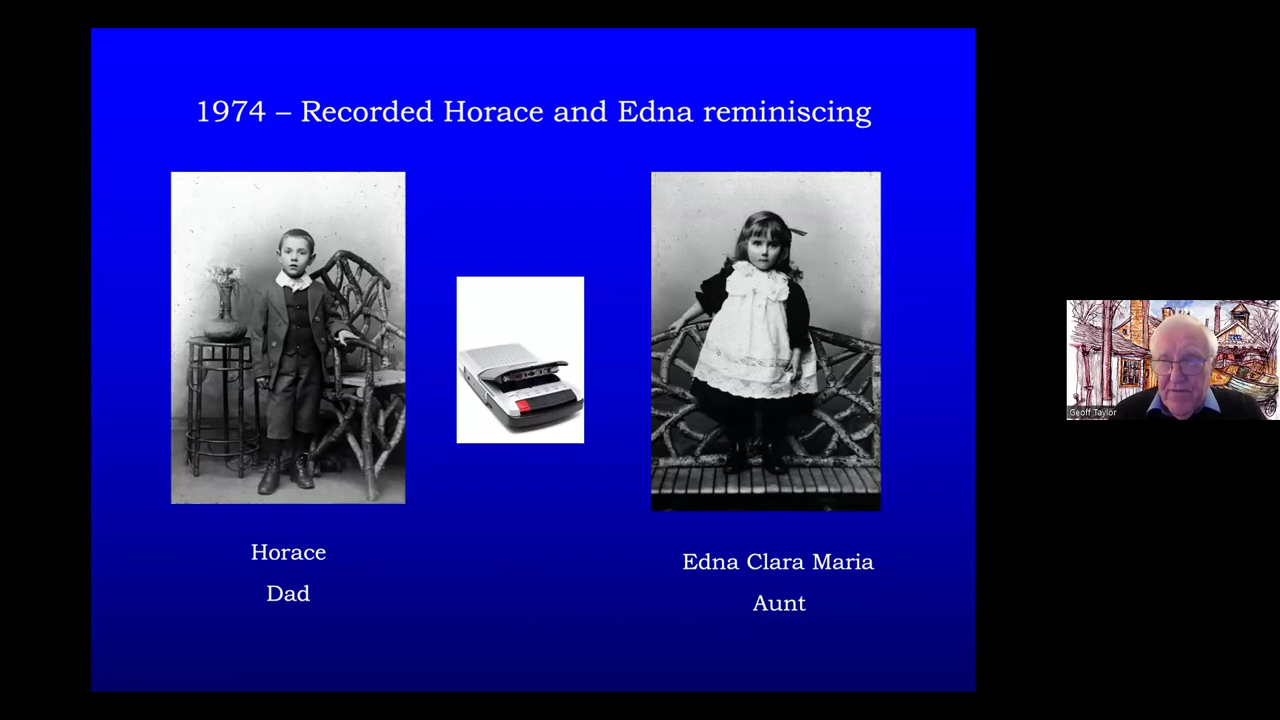 1974 – Recorded Horace and Edna reminiscing
Horace
Dad
Edna Clara Maria
Aunt
Geoff Taylor